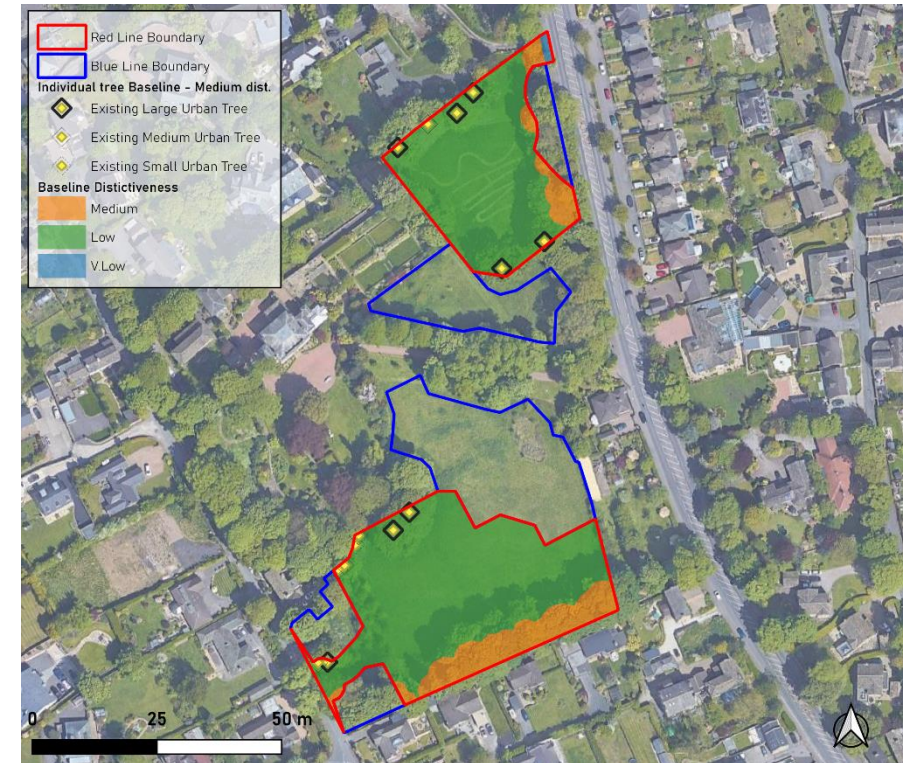 Red Line Boundary
Blue Line Boundary
Individual tree Baseline - Medium dist.
Existing Large Urban Tree
Existing Medium Urban Tree
Existing Small Urban Tree
Baseline Distictiveness
Medium
Low
V.Low
0 25 50 m